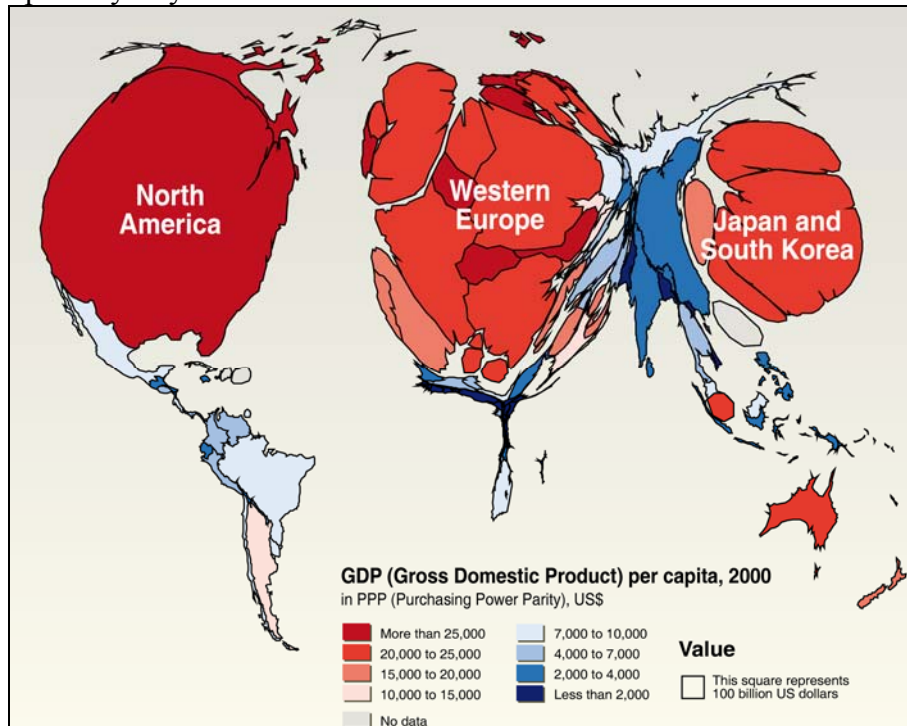 North
America
Western
Europe
Japan and
South Korea
GDP (Gross Domestic Product) per capita, 2000
in PPP (Purchasing Power Parity), US$
More than 25,000
20,000 to 25,000
15,000 to 20,000
10,000 to 15,000
No data
7,000 to 10,000
4,000 to 7,000
2,000 to 4,000
Less than 2,000
Value
This square represents
100 billion US dollars